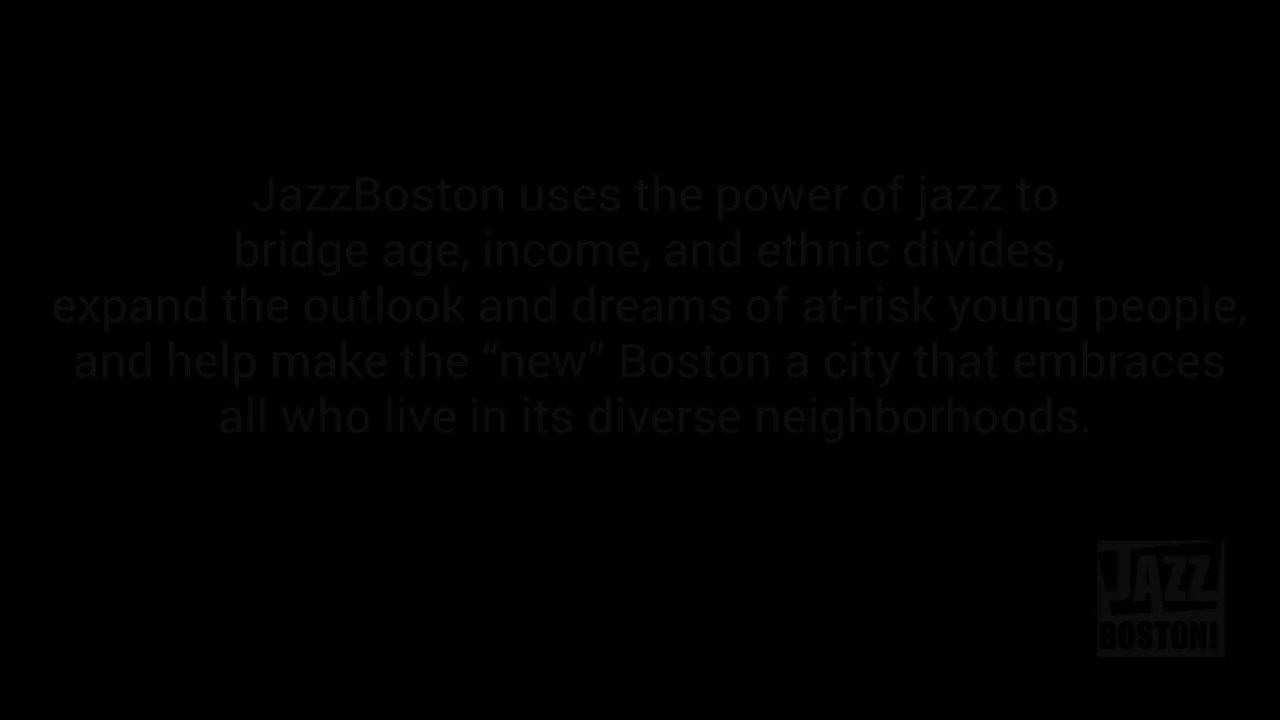 JazzBoston uses the power of jazz to
bridge age, income, and ethnic divides,
expand the outlook and dreams of at-risk young people,
and help make the “new” Boston a city that embraces
all who live in its diverse neighborhoods.
JAZZ
BOSTON!